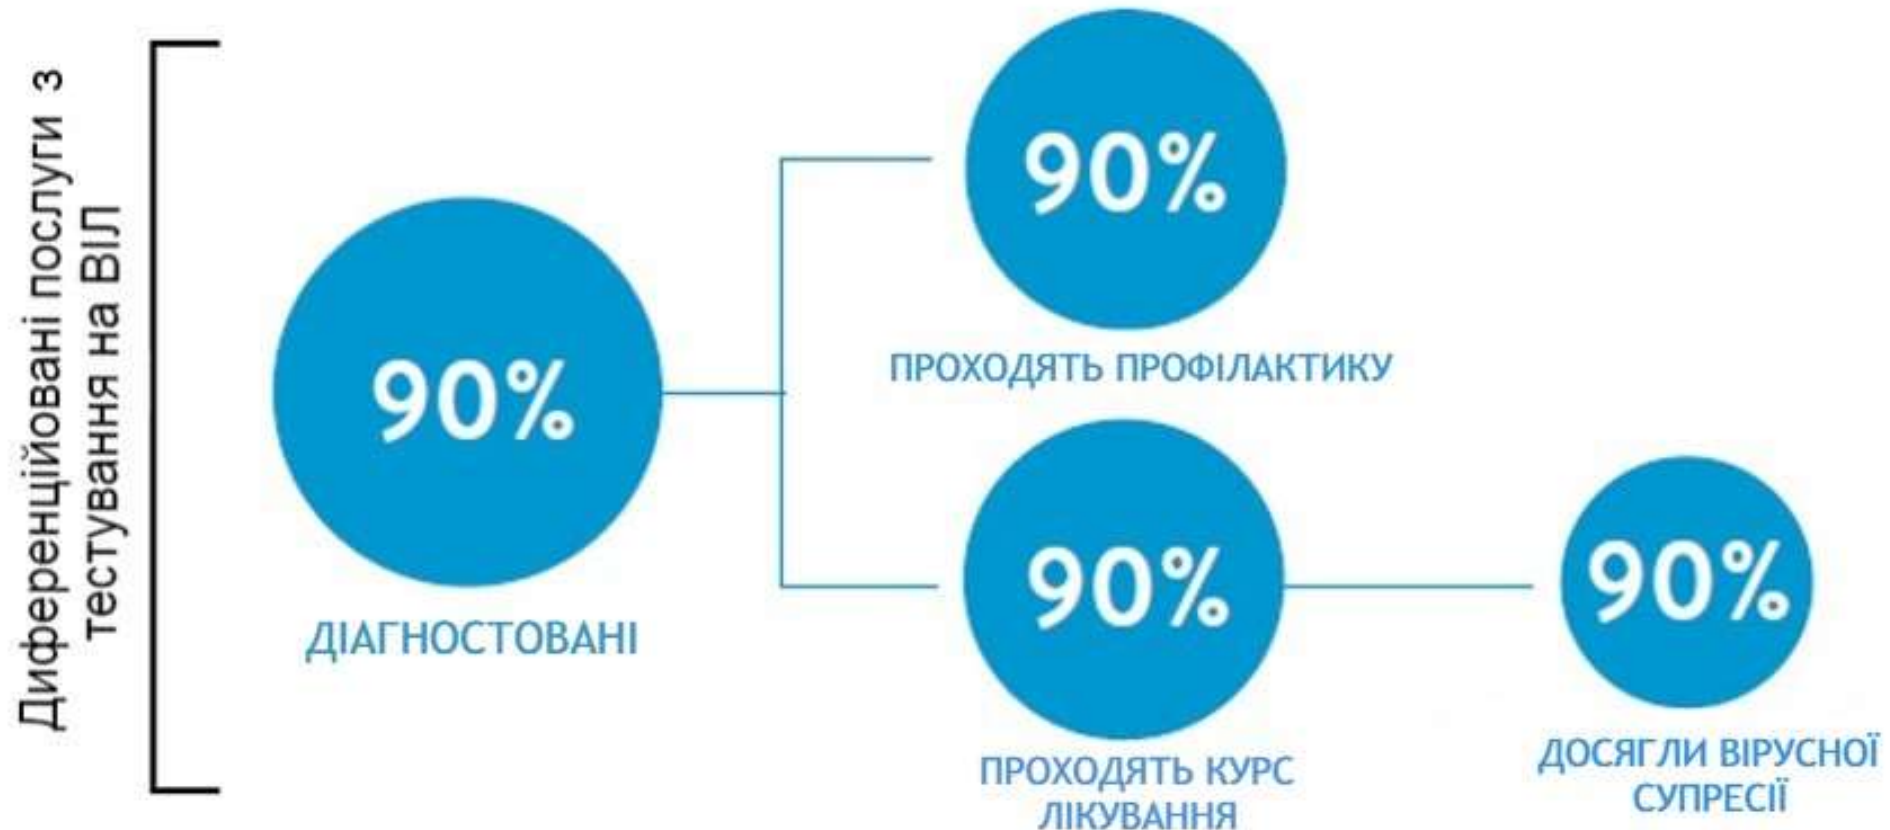 Диференційовані послуги з
тестування на ВІЛ
90%
ДІАГНОСТОВАНІ
90%
ПРОХОДЯТЬ ПРОФІЛАКТИКУ
90%
ПРОХОДЯТЬ КУРС
ЛІКУВАННЯ
90%
ДОСЯГЛИ ВІРУСНОЇ
СУПРЕСІЇ